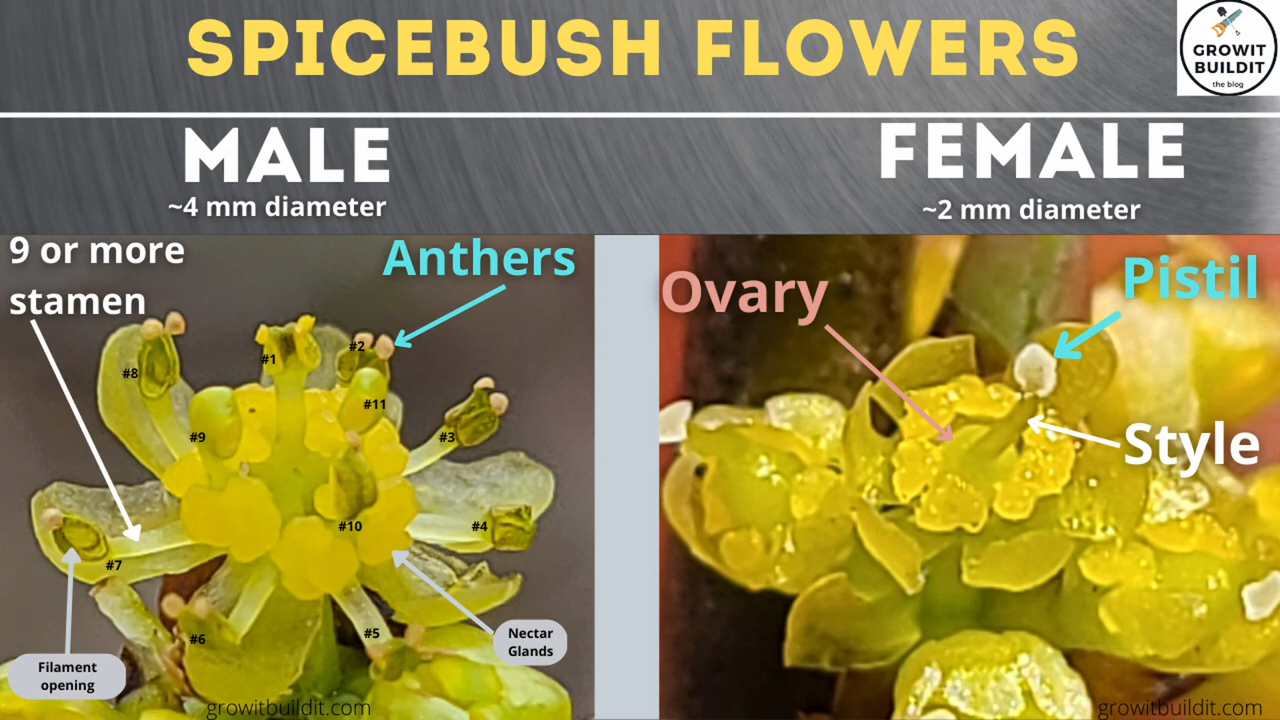 SPICEBUSH FLOWERS
GROWIT
BUILDIT
the blog
MALE
~4 mm diameter
FEMALE
~2 mm diameter
9 or more
stamen
Anthers
#1
#2
#8
#11
#9
#3
#10
#4
#7
#6
#5
Filament
opening
Nectar
Glands
growitbuildit.com
Ovary
Pistil
Style
growitbuildit.com